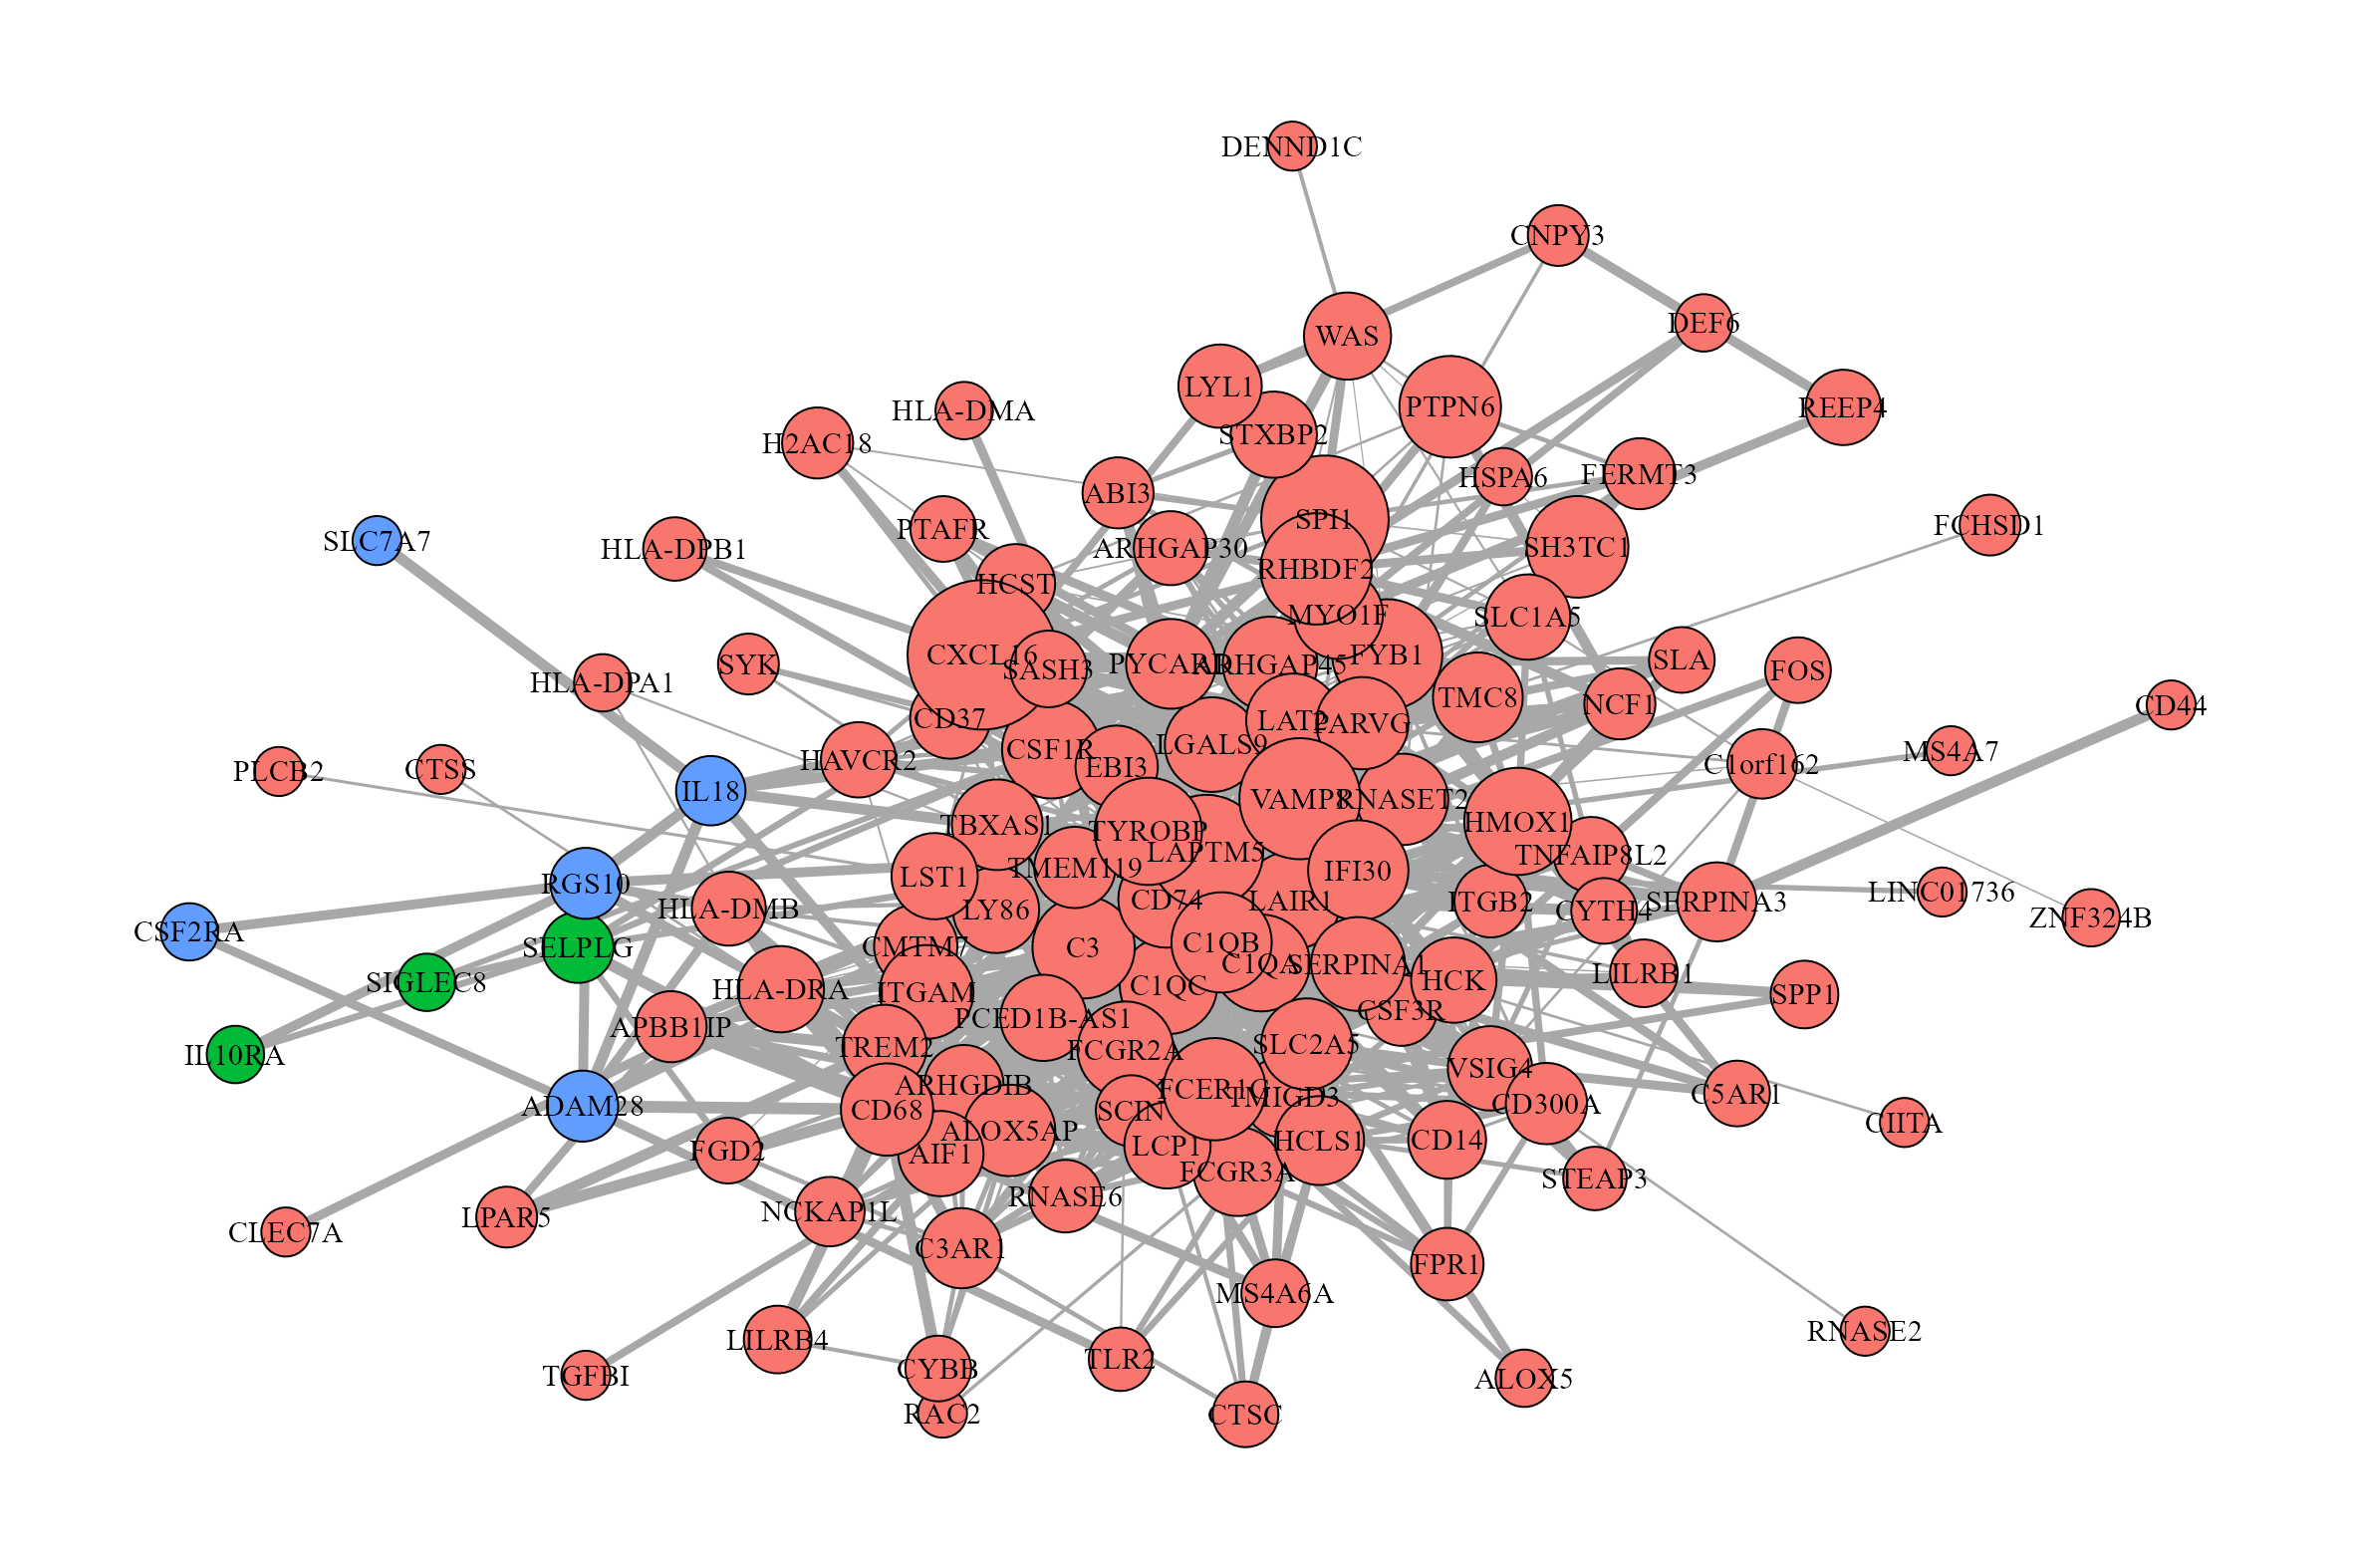 DENND1C
CNPY3
DEF6
WAS
LYL1
PTPN6
HLA-DMA
REEP4
STXBP2
H2AC18
HSPA6
FERMT3
ABI3
SPI1
FCHSD1
PTAFR
SLC7A7
HLA-DPB1
ARHGAP30
SH3TC1
RHBDF2
HCST
MYO1F
SLC1A5
CXCL16
SASH3
PYCARD
ARHGAP45
FYB1
SLA
SYK
FOS
HLA-DPA1
TMC8
NCF1
CD44
CD37
LAT2
PARVG
CSF1R
LGALS9
MS4A7
HAVCR2
EBI3
C1orf162
PLCB2
CTSS
IL18
VAMP8
RNASET2
HMOX1
TBXAS1
TYROBP
LAPTM5
TNFAIP8L2
TMEM119
IFI30
LST1
RGS10
LINC01736
CD74
LAIR1
ITGB2
CYTH4
SERPINA3
HLA-DMB
LY86
ZNF324B
CSF2RA
SELPLG
CMTM7
C3
C1QB
C1QA
SERPINA1
LILRB1
HCK
SIGLEC8
HLA-DRA
ITGAM
C1QC
SPP1
CSF3R
PCED1B-AS1
APBB1IP
TREM2
FCGR2A
SLC2A5
IL10RA
VSIG4
ARHGDIB
FCER1G
TMIGD3
C5AR1
CD300A
ADAM28
CD68
SCIN
CIITA
ALOX5AP
LCP1
HCLS1
CD14
FGD2
AIF1
FCGR3A
STEAP3
RNASE6
NCKAP1L
LPAR5
CLEC7A
C3AR1
FPR1
MS4A6A
RNASE2
LILRB4
TLR2
CYBB
TGFBI
ALOX5
RAC2
CTSC